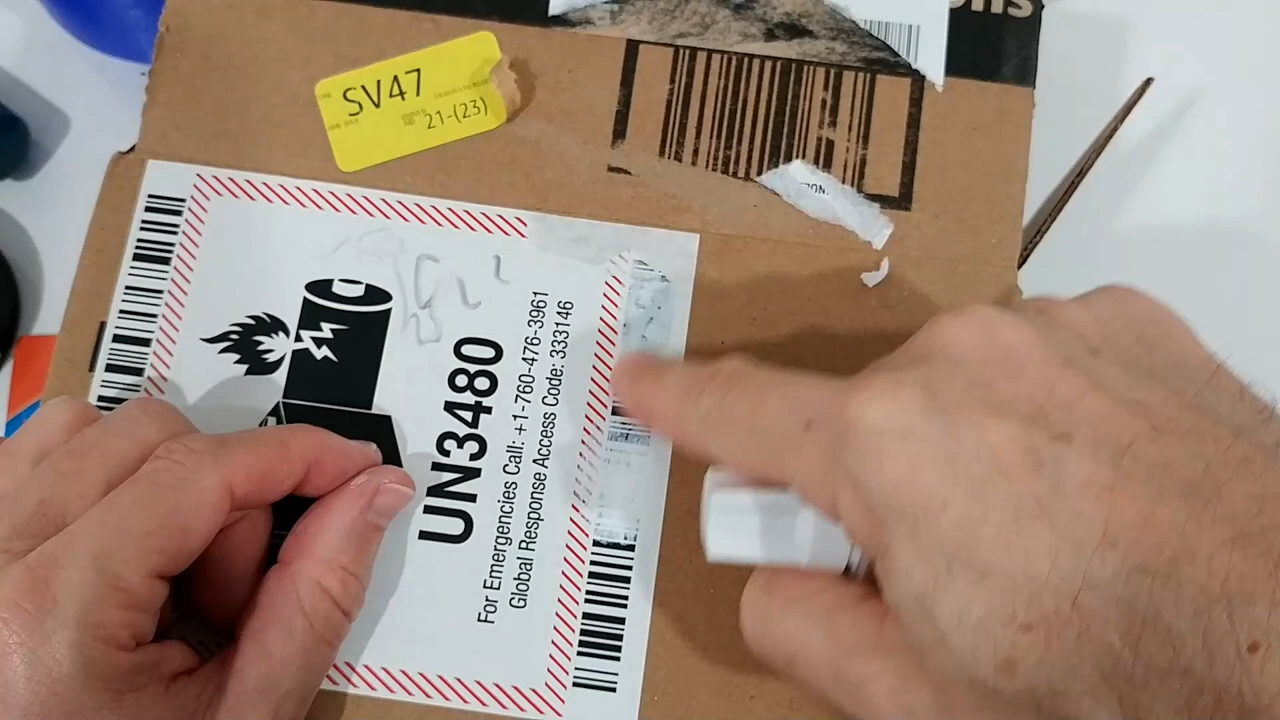 SV47
21-(23)
UN3480
For Emergencies Call: +1-760-476-3961
Global Response Access Code: 333146